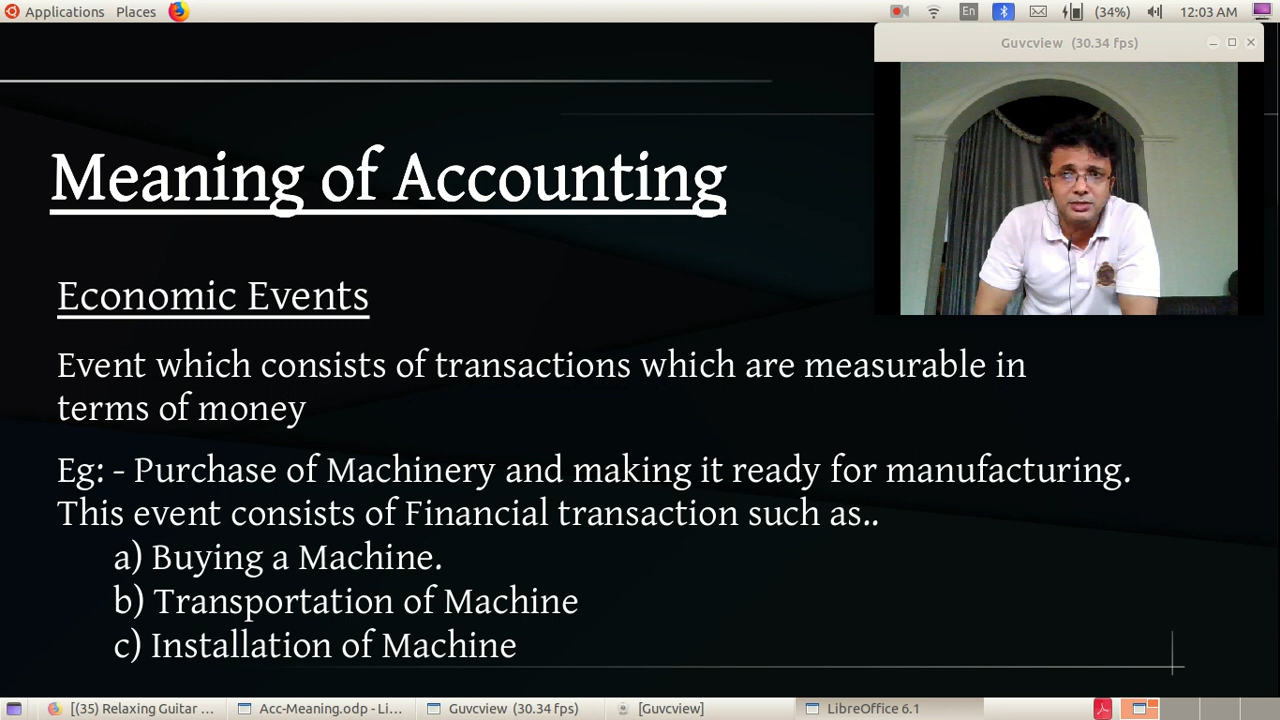 Applications Places
En
(34%)
12:03 AM
Guvcview (30.34 fps)
Meaning of Accounting
Economic Events
Event which consists of transactions which are measurable in
terms of money
Eg: - Purchase of Machinery and making it ready for manufacturing.
This event consists of Financial transaction such as..
a) Buying a Machine.
b) Transportation of Machine
c) Installation of Machine
[(35) Relaxing Guitar ...
Acc-Meaning.odp - Li...
Guvcview (30.34 fps)
[Guvcview]
LibreOffice 6.1